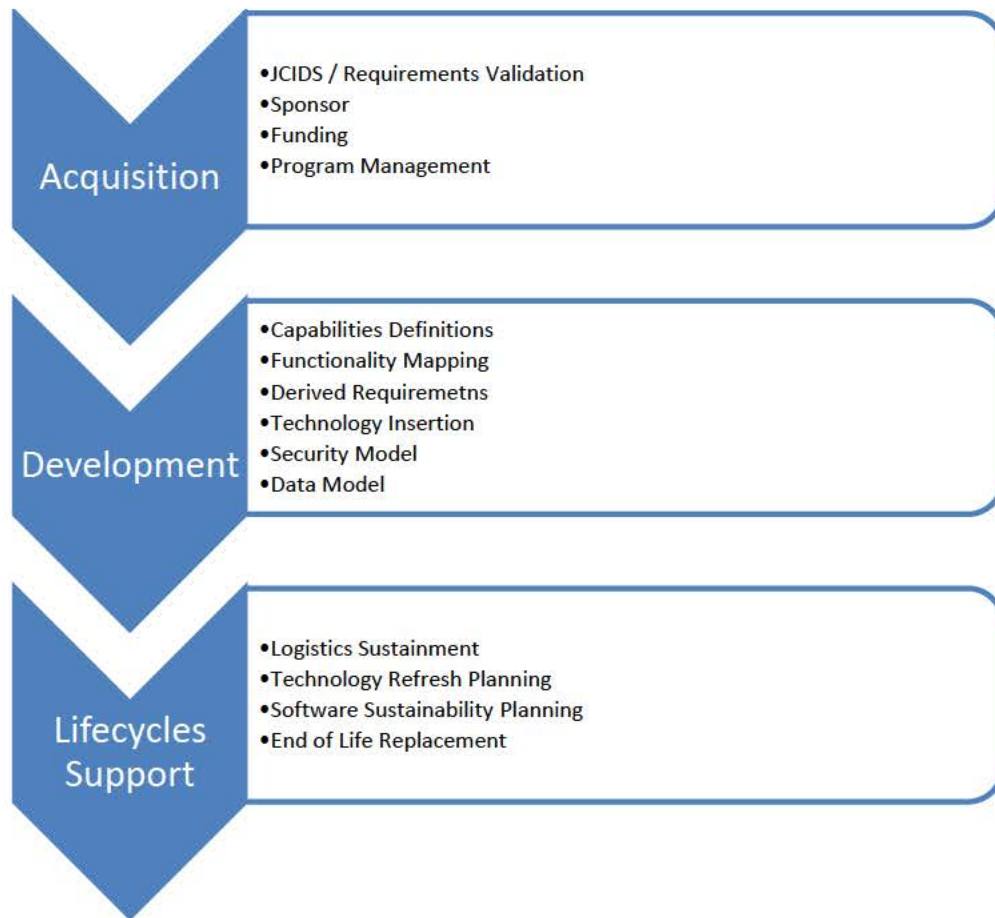 Acquisition
•JCIDS / Requirements Validation
•Sponsor
•Funding
•Program Management
Development
•Capabilities Definitions
•Functionality Mapping
•Derived Requiremetns
•Technology Insertion
•Security Model
•Data Model
Lifecycles
Support
•Logistics Sustainment
•Technology Refresh Planning
•Software Sustainability Planning
•End of Life Replacement